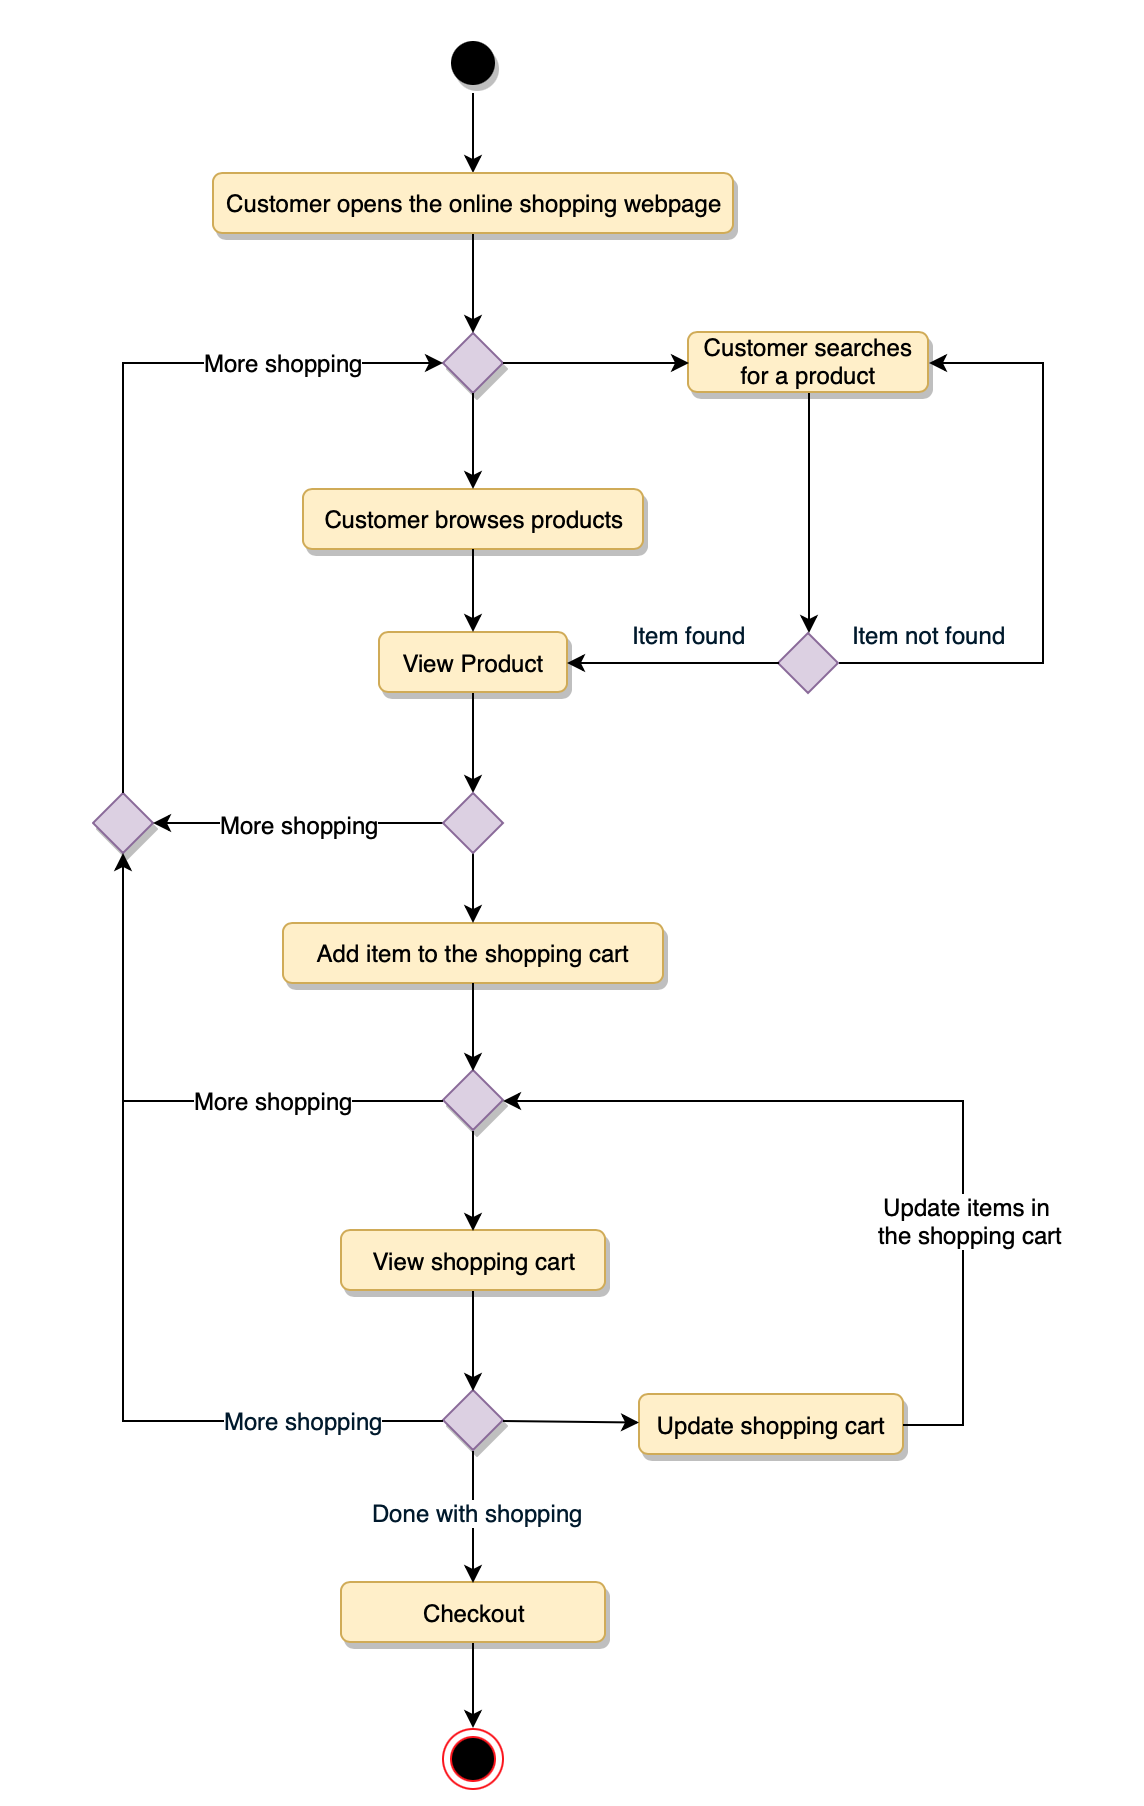 Customer opens the online shopping webpage
More shopping
Customer searches
for a product
Customer browses products
Item found
Item not found
View Product
More shopping
Add item to the shopping cart
More shopping
Update items in
the shopping cart
View shopping cart
More shopping
Update shopping cart
Done with shopping
Checkout